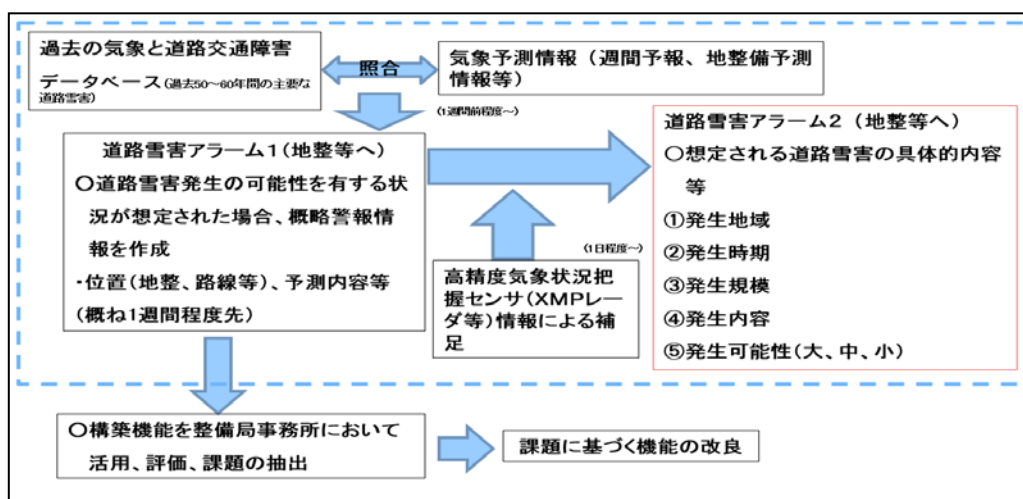 過去の気象と道路交通障害
データベース(過去50～60年間の主要な
道路雪害)
照合
気象予測情報（週間予報、地整備予測
情報等）
(1週間前程度～)
道路雪害アラーム1(地整等へ)
〇道路雪害発生の可能性を有する状
況が想定された場合、概略警報情
報を作成
・位置(地整、路線等)、予測内容等
(概ね1週間程度先)
(1日程度～)
高精度気象状況把
握センサ(XMPレー
ダ等)情報による補
足
道路雪害アラーム2（地整等へ）
〇想定される道路雪害の具体的内容
等
①発生地域
②発生時期
③発生規模
④発生内容
⑤発生可能性(大、中、小)
〇構築機能を整備局事務所において
活用、評価、課題の抽出
課題に基づく機能の改良